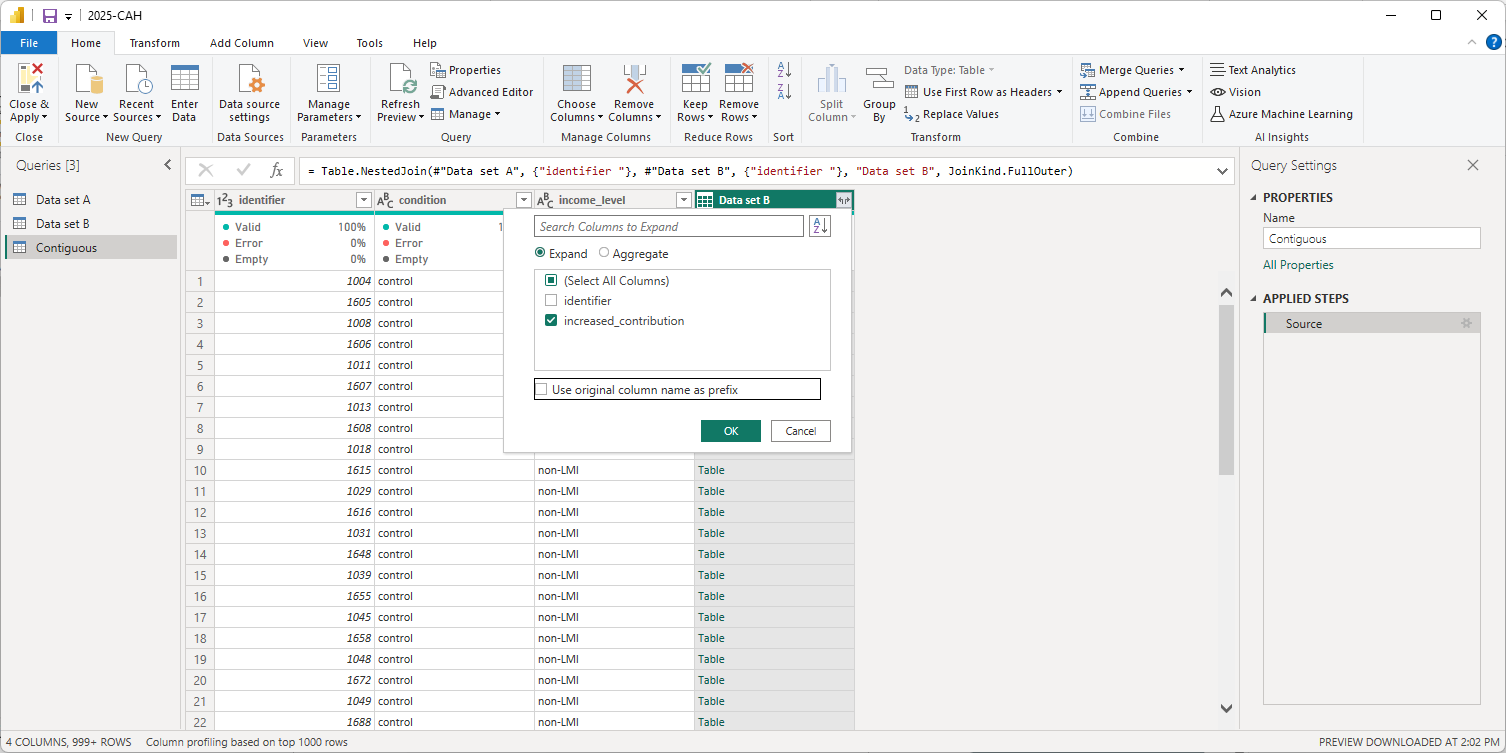 2025-CAH
File Home Transform Add Column View Tools Help
Close & Apply
New Source
Recent Sources
Enter Data
Data source settings
Manage Parameters
Refresh Preview
Properties
Advanced Editor
Manage
Choose Columns
Remove Columns
Keep Rows
Remove Rows
Split Column
Group By
Data Type: Table
Use First Row as Headers
Replace Values
Merge Queries
Append Queries
Combine Files
Text Analytics
Vision
Azure Machine Learning
Close New Query Data Sources Parameters Query Manage Columns Reduce Rows Sort Transform Combine AI Insights
Queries [3]
Data set A
Data set B
Contiguous
= Table.NestedJoin(#"Data set A", {"identifier "}, #"Data set B", {"identifier "}, "Data set B", JoinKind.FullOuter)
identifier condition income_level Data set B
Valid 100% Valid 1
Error 0% Error
Empty 0% Empty
Search Columns to Expand
Expand Aggregate
(Select All Columns)
identifier
increased_contribution
Use original column name as prefix
OK Cancel
1 1004 control
2 1605 control
3 1008 control
4 1606 control
5 1011 control
6 1607 control
7 1013 control
8 1608 control
9 1018 control
10 1615 control non-LMI Table
11 1029 control non-LMI Table
12 1616 control non-LMI Table
13 1031 control non-LMI Table
14 1648 control non-LMI Table
15 1039 control non-LMI Table
16 1655 control non-LMI Table
17 1045 control non-LMI Table
18 1658 control non-LMI Table
19 1048 control non-LMI Table
20 1672 control non-LMI Table
21 1049 control non-LMI Table
22 1688 control non-LMI Table
Query Settings
PROPERTIES
Name
Contiguous
All Properties
APPLIED STEPS
Source
4 COLUMNS, 999+ ROWS Column profiling based on top 1000 rows
PREVIEW DOWNLOADED AT 2:02 PM